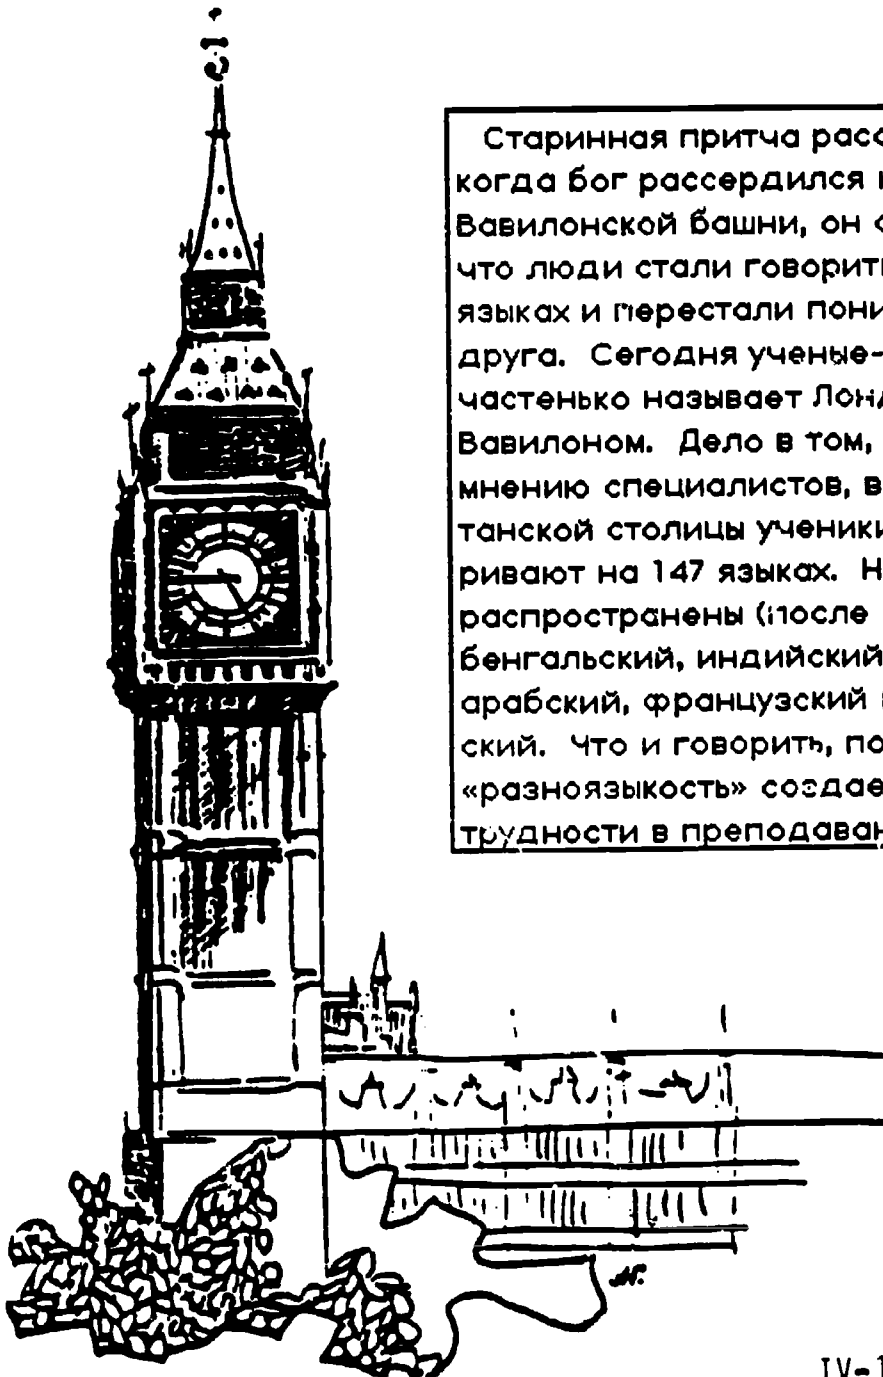 Старинная притча расс
когда бог рассердился
Вавилонской башни, он
что люди стали говорить
языках и перестали пони
друга. Сегодня ученые-
частенько называет Лонд
Вавилоном. Дело в том,
мнению специалистов, в
танской столицы ученики
ривают на 147 языках. Н
распространены (после
бенгальский, индийский
арабский, французский
ский. Что и говорить, по
«разноязыкость» создае
трудности в преподаван
IV-1